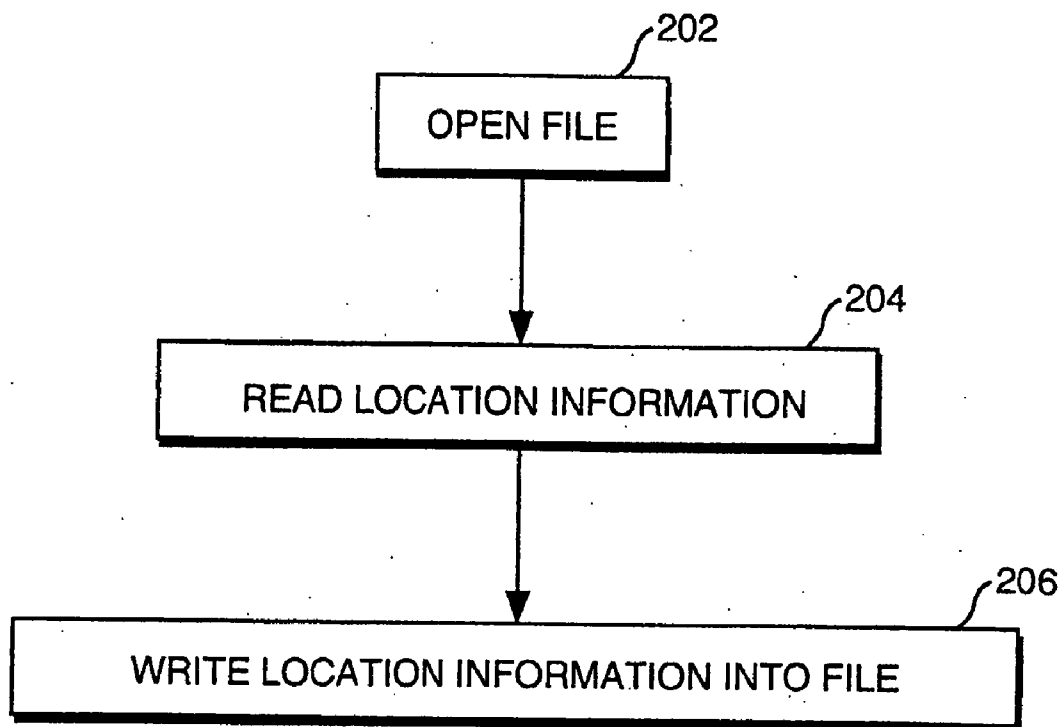 202
OPEN FILE
204
READ LOCATION INFORMATION
206
WRITE LOCATION INFORMATION INTO FILE